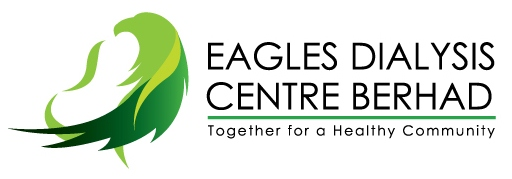 EAGLES DIALYSIS
CENTRE BERHAD
Together for a Healthy Community